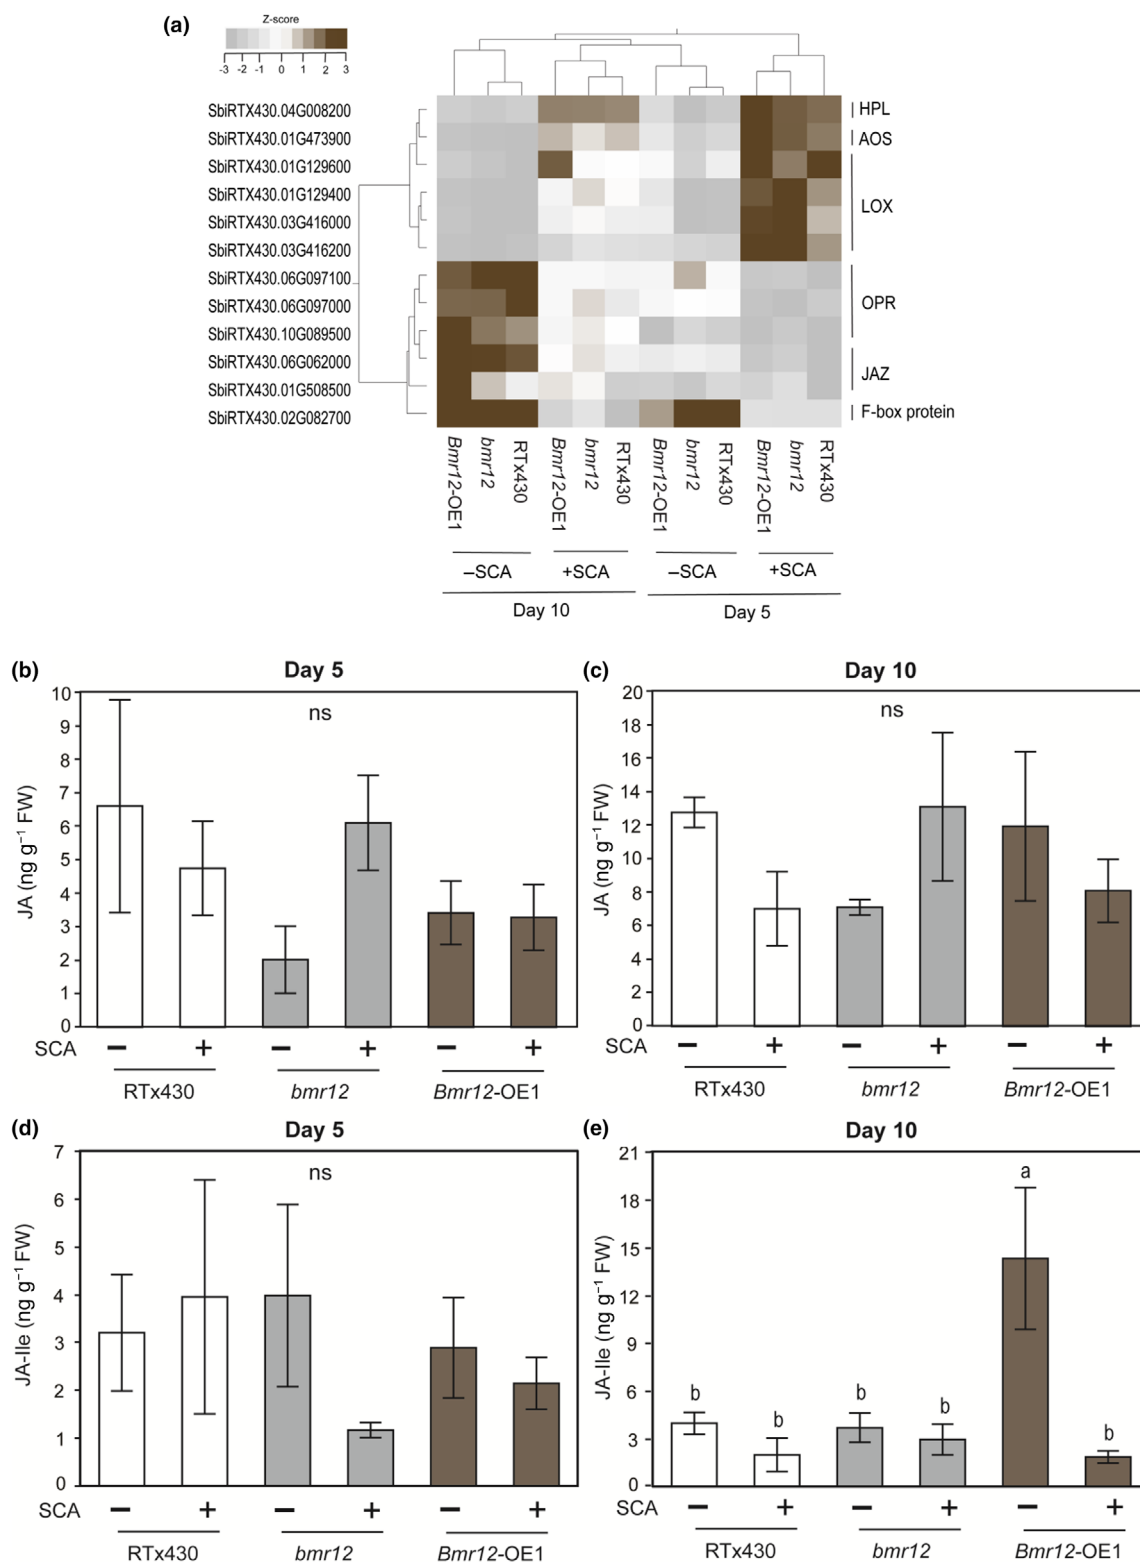 (a)
Z-score
-3 -2 -1 0 1 2 3
SbiRTX430.04G008200 HPL
SbiRTX430.01G473900 AOS
SbiRTX430.01G129600
SbiRTX430.01G129400
LOX
SbiRTX430.03G416000
SbiRTX430.03G416200
SbiRTX430.06G097100
SbiRTX430.06G097000 OPR
SbiRTX430.10G089500
SbiRTX430.06G062000
JAZ
SbiRTX430.01G508500
SbiRTX430.02G082700 F-box protein
Bmr12-OE1 bmr12 RTx430 Bmr12-OE1 bmr12 RTx430 Bmr12-OE1 bmr12 RTx430 Bmr12-OE1 bmr12 RTx430
–SCA +SCA –SCA +SCA
Day 10 Day 5
(b) Day 5
ns
JA (ng g⁻¹ FW)
10
9
8
7
6
5
4
3
2
1
0
SCA − + − + − +
RTx430 bmr12 Bmr12-OE1
(c) Day 10
ns
JA (ng g⁻¹ FW)
20
18
16
14
12
10
8
6
4
2
0
SCA − + − + − +
RTx430 bmr12 Bmr12-OE1
(d) Day 5
ns
JA-Ile (ng g⁻¹ FW)
7
6
5
4
3
2
1
0
SCA − + − + − +
RTx430 bmr12 Bmr12-OE1
(e) Day 10
JA-Ile (ng g⁻¹ FW)
21
18
15
12
9
6
3
0
b b b b a b
SCA − + − + − +
RTx430 bmr12 Bmr12-OE1